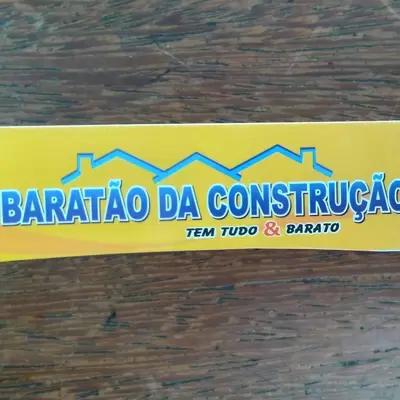 BARATÃO DA CONSTRUÇÃO
TEM TUDO & BARATO